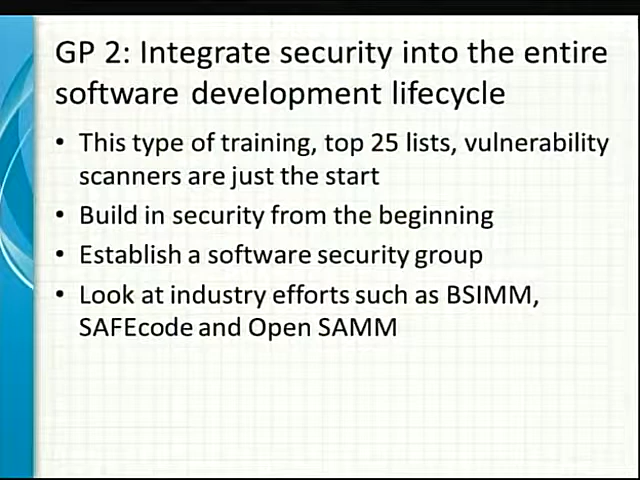 GP 2: Integrate security into the entire
software development lifecycle
• This type of training, top 25 lists, vulnerability
scanners are just the start
• Build in security from the beginning
• Establish a software security group
• Look at industry efforts such as BSIMM,
SAFEcode and Open SAMM